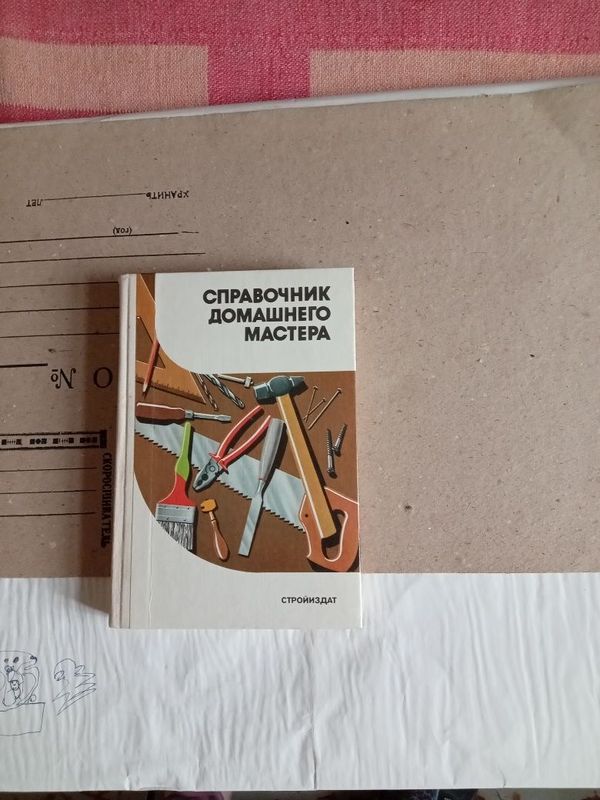 ХРАНИТЬ ЛЕТ
(год)
СПРАВОЧНИК
ДОМАШНЕГО
МАСТЕРА
О №
СКОРОСШИВАТЕЛЬ
СТРОЙИЗДАТ